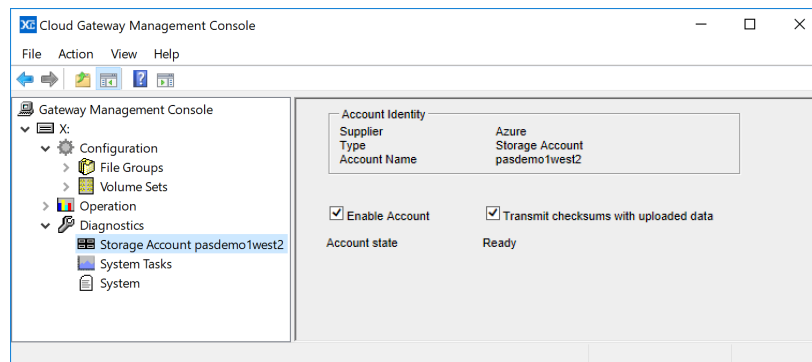 Cloud Gateway Management Console
File Action View Help
Gateway Management Console
X:
Configuration
File Groups
Volume Sets
Operation
Diagnostics
Storage Account pasdemo1west2
System Tasks
System
Account Identity
Supplier Azure
Type Storage Account
Account Name pasdemo1west2
Enable Account Transmit checksums with uploaded data
Account state Ready